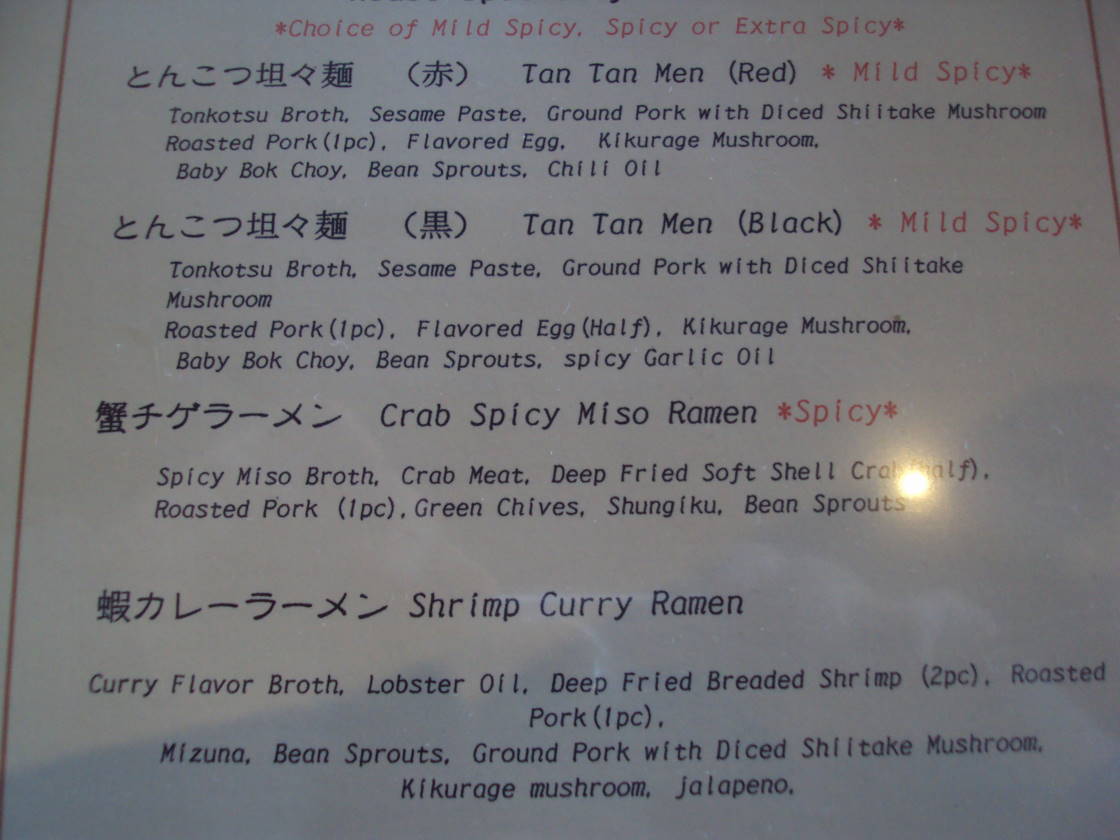 *Choice of Mild Spicy, Spicy or Extra Spicy*
とんこつ坦々麺 （赤） Tan Tan Men (Red) * Mild Spicy*
Tonkotsu Broth, Sesame Paste, Ground Pork with Diced Shiitake Mushroom
Roasted Pork(1pc), Flavored Egg, Kikurage Mushroom,
Baby Bok Choy, Bean Sprouts, Chili Oil
とんこつ坦々麺 （黒） Tan Tan Men (Black) * Mild Spicy*
Tonkotsu Broth, Sesame Paste, Ground Pork with Diced Shiitake
Mushroom
Roasted Pork(1pc), Flavored Egg(Half), Kikurage Mushroom,
Baby Bok Choy, Bean Sprouts, spicy Garlic Oil
蟹チゲラーメン Crab Spicy Miso Ramen *Spicy*
Spicy Miso Broth, Crab Meat, Deep Fried Soft Shell Crab(half),
Roasted Pork (1pc),Green Chives, Shungiku, Bean Sprouts
蝦カレーラーメン Shrimp Curry Ramen
Curry Flavor Broth, Lobster Oil, Deep Fried Breaded Shrimp (2pc), Roasted
Pork(1pc),
Mizuna, Bean Sprouts, Ground Pork with Diced Shiitake Mushroom,
Kikurage mushroom, jalapeno,